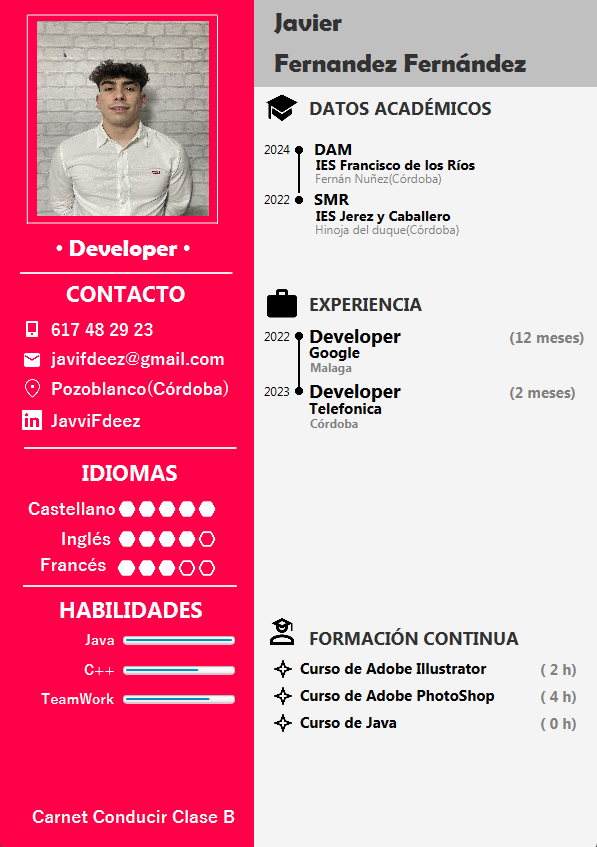 Javier
Fernandez Fernández
• Developer •
CONTACTO
617 48 29 23
javifdeez@gmail.com
Pozoblanco(Córdoba)
in JavviFdeez
IDIOMAS
Castellano
Inglés
Francés
HABILIDADES
Java
C++
TeamWork
Carnet Conducir Clase B
DATOS ACADÉMICOS
2024 DAM
IES Francisco de los Ríos
Fernán Nuñez(Córdoba)
2022 SMR
IES Jerez y Caballero
Hinoja del duque(Córdoba)
EXPERIENCIA
2022 Developer (12 meses)
Google
Malaga
2023 Developer (2 meses)
Telefonica
Córdoba
FORMACIÓN CONTINUA
Curso de Adobe Illustrator ( 2 h)
Curso de Adobe PhotoShop ( 4 h)
Curso de Java ( 0 h)